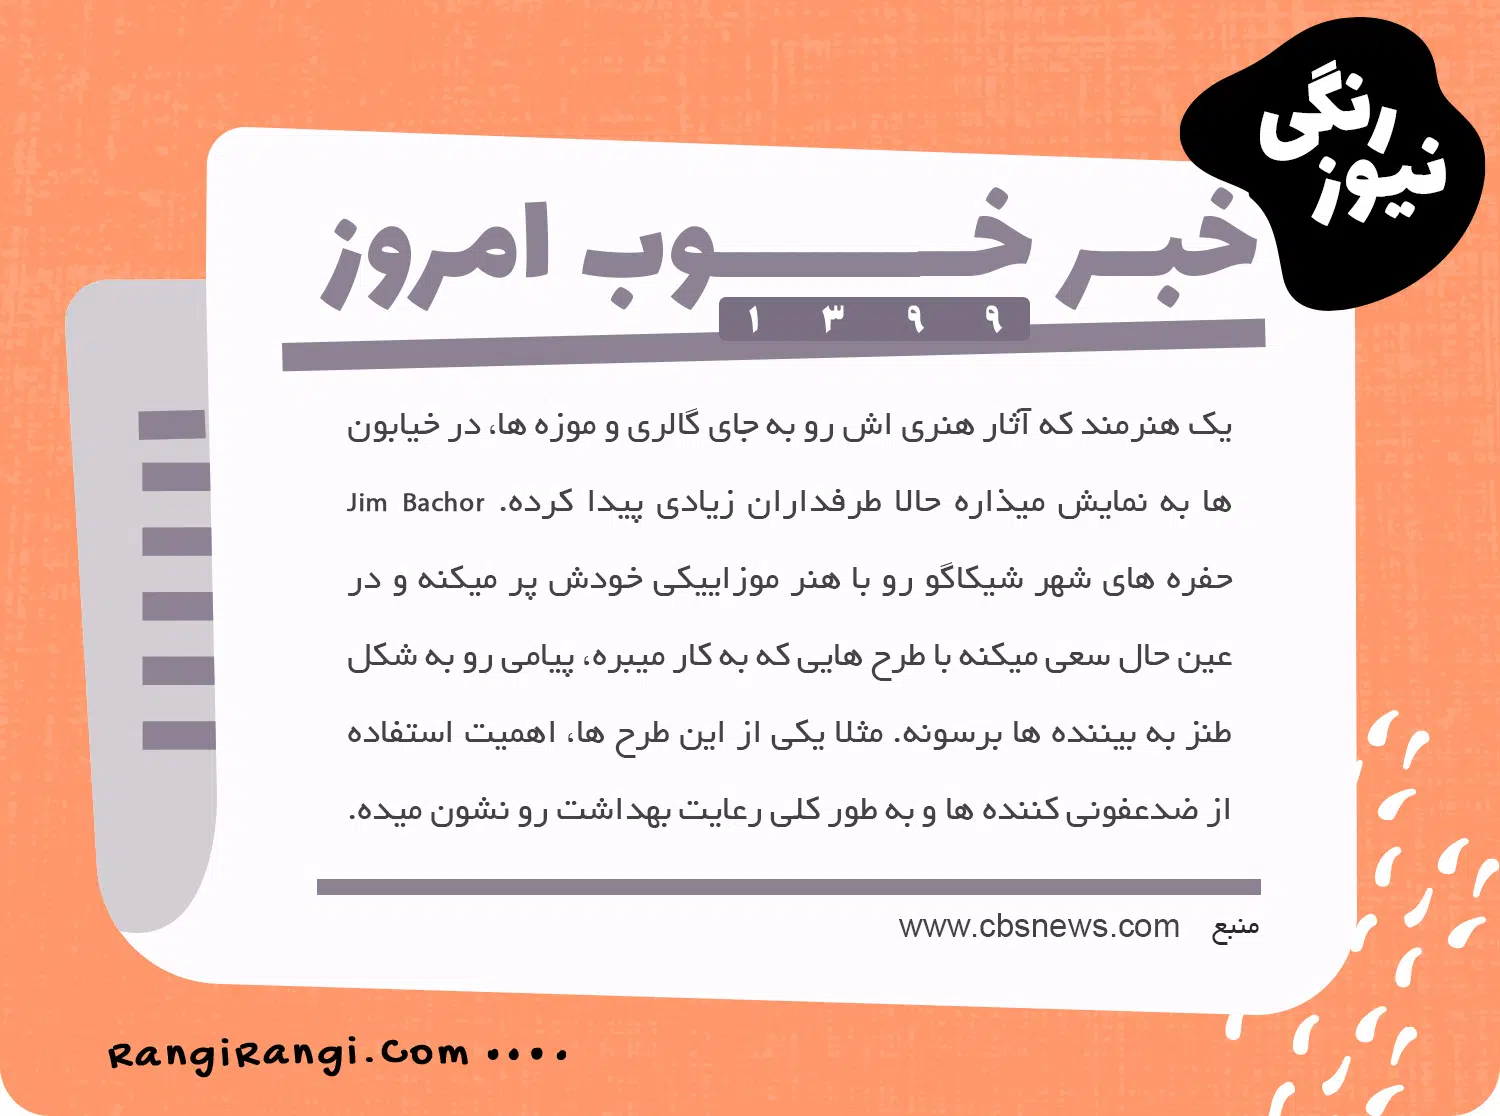 رنگی
نیوز
خبر خوب امروز
۱۳۹۹
یک هنرمند که آثار هنری اش رو به جای گالری و موزه ها، در خیابون
ها به نمایش میذاره حالا طرفداران زیادی پیدا کرده. Jim Bachor
حفره های شهر شیکاگو رو با هنر موزاییکی خودش پر میکنه و در
عین حال سعی میکنه با طرح هایی که به کار میبره، پیامی رو به شکل
طنز به بیننده ها برسونه. مثلا یکی از این طرح ها، اهمیت استفاده
از ضدعفونی کننده ها و به طور کلی رعایت بهداشت رو نشون میده.
منبع www.cbsnews.com
RangiRangi.Com ••••